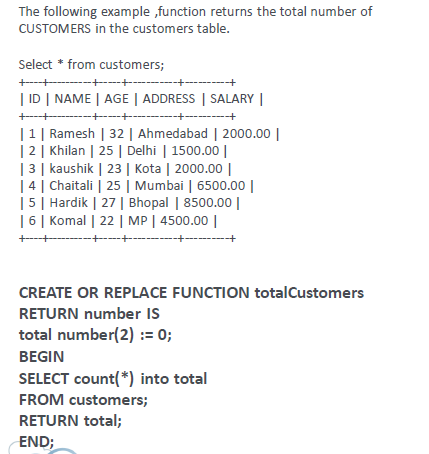 The following example ,function returns the total number of
CUSTOMERS in the customers table.
Select * from customers;
+----+----------+-----+-----------+----------+
| ID | NAME | AGE | ADDRESS | SALARY |
+----+----------+-----+-----------+----------+
| 1 | Ramesh | 32 | Ahmedabad | 2000.00 |
| 2 | Khilan | 25 | Delhi | 1500.00 |
| 3 | kaushik | 23 | Kota | 2000.00 |
| 4 | Chaitali | 25 | Mumbai | 6500.00 |
| 5 | Hardik | 27 | Bhopal | 8500.00 |
| 6 | Komal | 22 | MP | 4500.00 |
+----+----------+-----+-----------+----------+
CREATE OR REPLACE FUNCTION totalCustomers
RETURN number IS
total number(2) := 0;
BEGIN
SELECT count(*) into total
FROM customers;
RETURN total;
END;